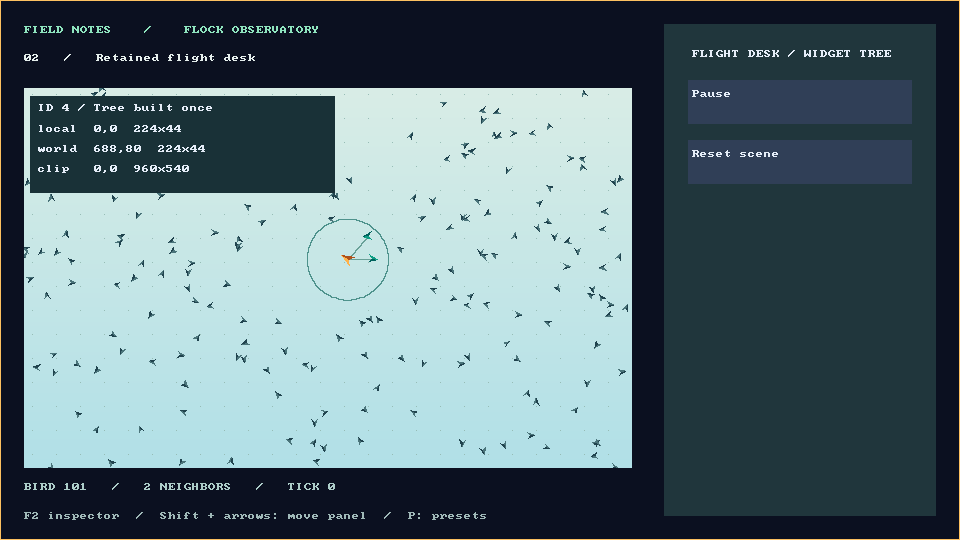 FIELD NOTES / FLOCK OBSERVATORY
02 / Retained flight desk
ID 4 / Tree built once
local 0,0 224x44
world 688,80 224x44
clip 0,0 960x540
BIRD 101 / 2 NEIGHBORS / TICK 0
F2 inspector / Shift + arrows: move panel / P: presets
FLIGHT DESK / WIDGET TREE
Pause
Reset scene